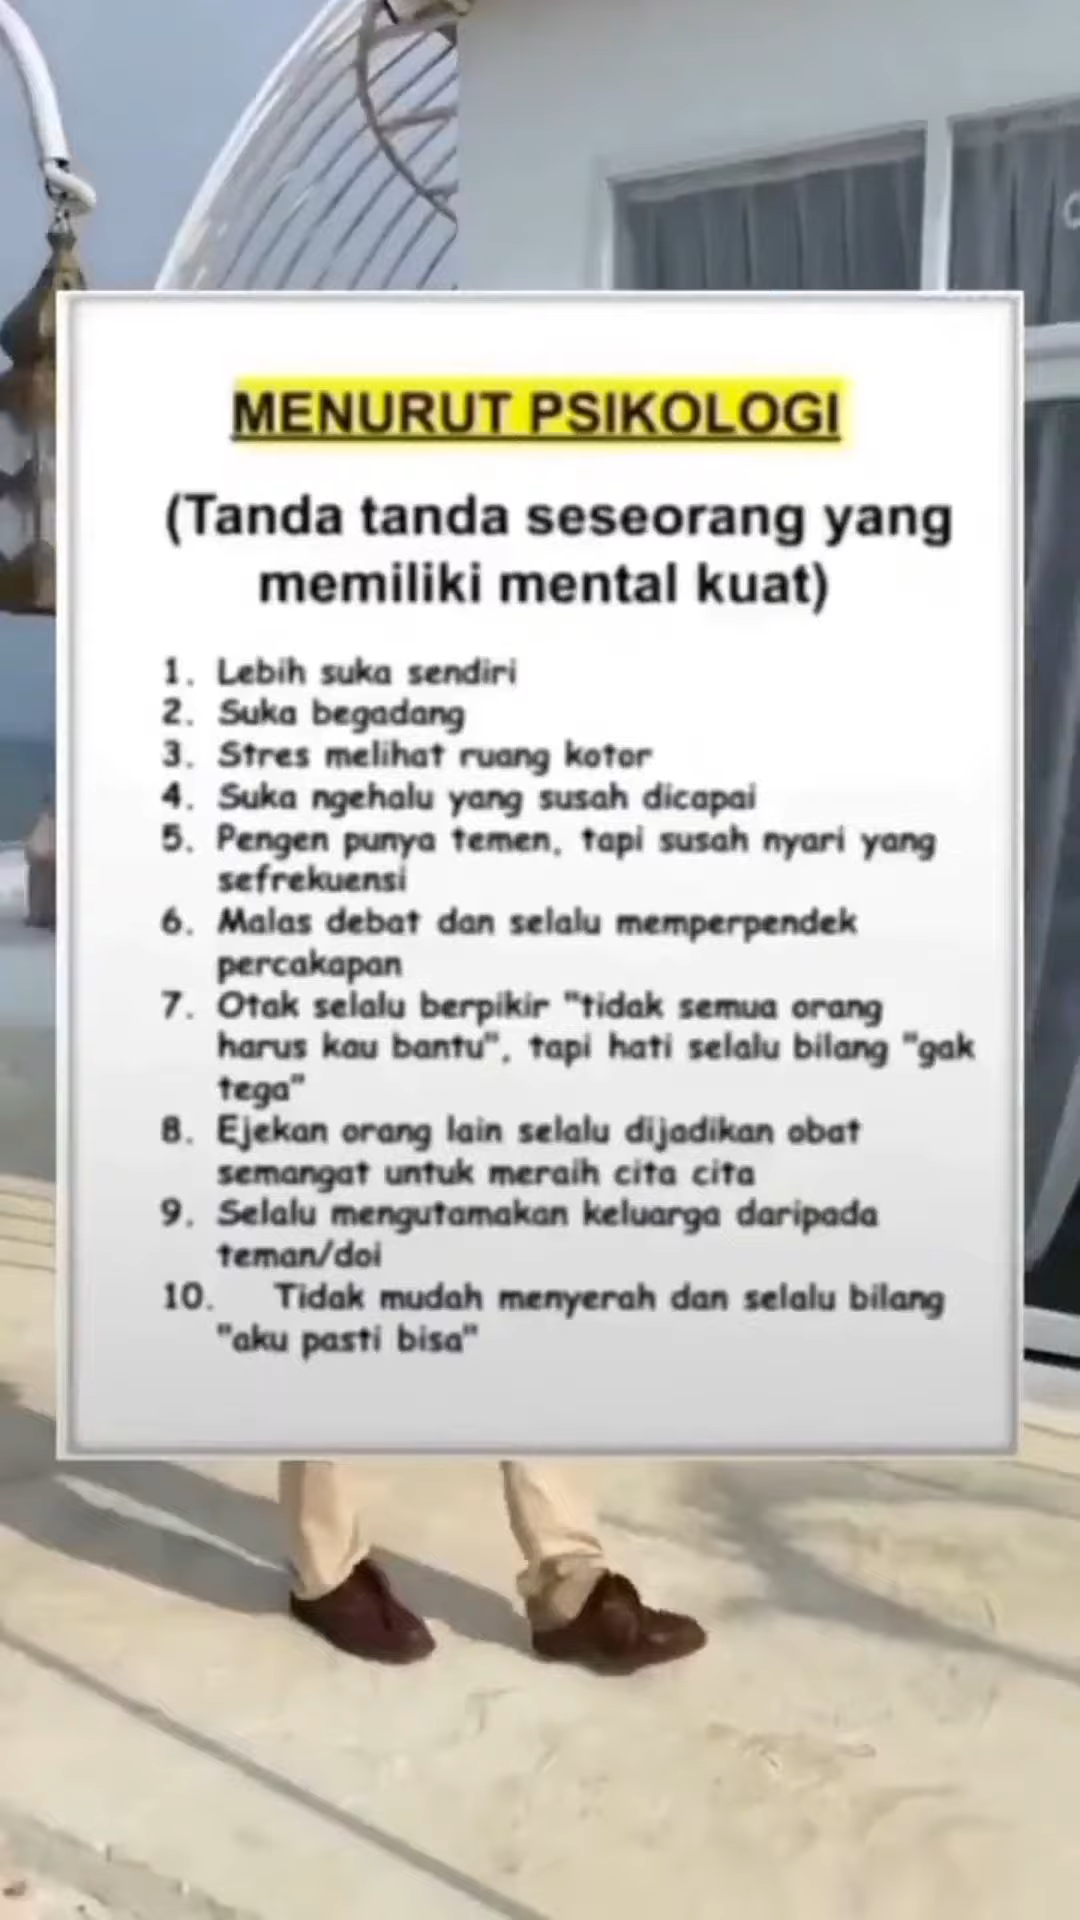 MENURUT PSIKOLOGI
(Tanda tanda seseorang yang
memiliki mental kuat)
1. Lebih suka sendiri
2. Suka begadang
3. Stres melihat ruang kotor
4. Suka ngehalu yang susah dicapai
5. Pengen punya temen, tapi susah nyari yang
sefrekuensi
6. Malas debat dan selalu memperpendek
percakapan
7. Otak selalu berpikir "tidak semua orang
harus kau bantu", tapi hati selalu bilang "gak
tega"
8. Ejekan orang lain selalu dijadikan obat
semangat untuk meraih cita cita
9. Selalu mengutamakan keluarga daripada
teman/doi
10. Tidak mudah menyerah dan selalu bilang
"aku pasti bisa"